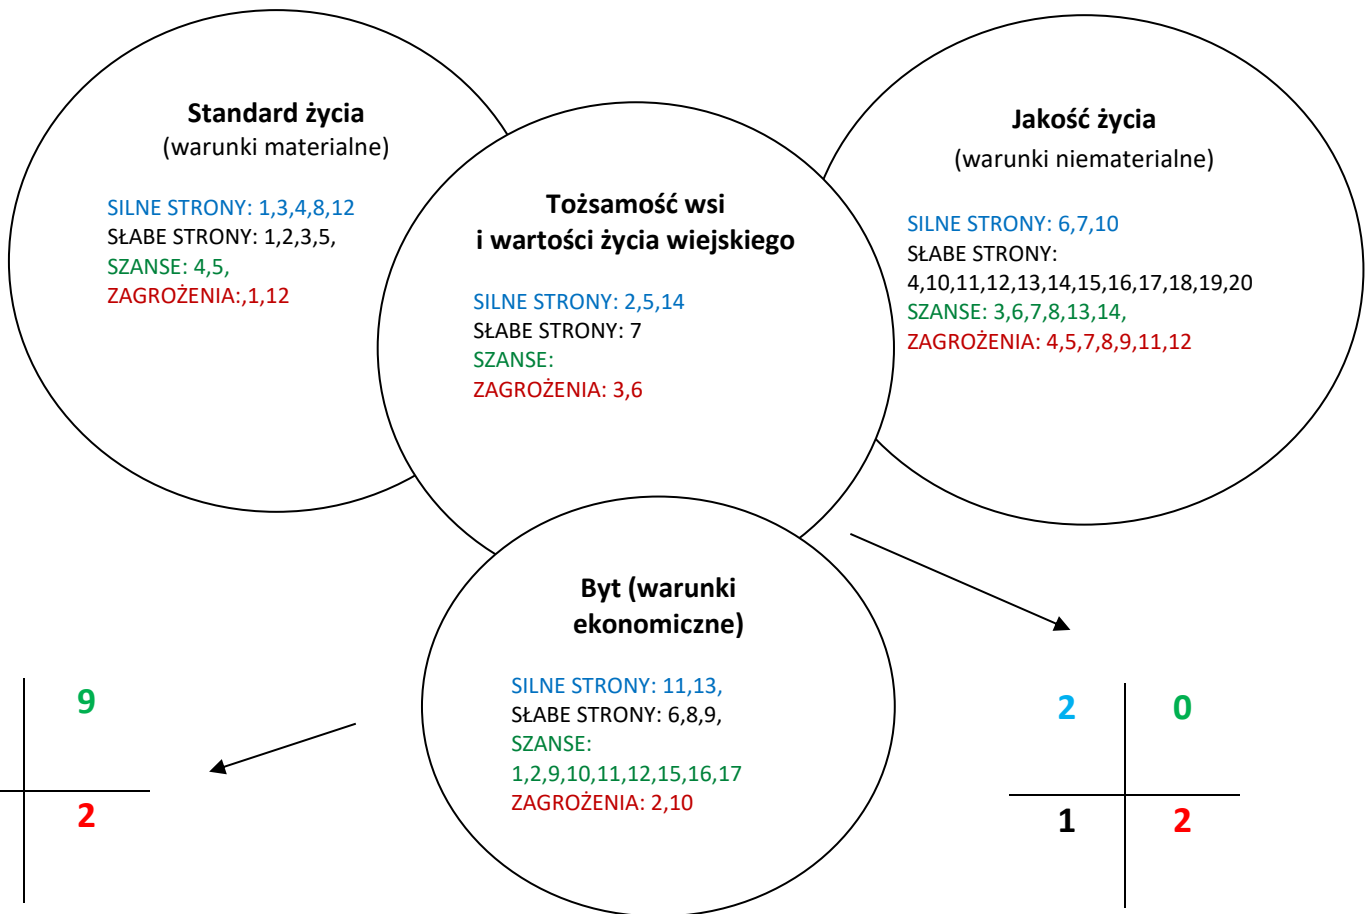 Standard życia
(warunki materialne)
SILNE STRONY: 1,3,4,8,12
SŁABE STRONY: 1,2,3,5,
SZANSE: 4,5,
ZAGROŻENIA:,1,12
Tożsamość wsi
i wartości życia wiejskiego
SILNE STRONY: 2,5,14
SŁABE STRONY: 7
SZANSE:
ZAGROŻENIA: 3,6
Jakość życia
(warunki niematerialne)
SILNE STRONY: 6,7,10
SŁABE STRONY:
4,10,11,12,13,14,15,16,17,18,19,20
SZANSE: 3,6,7,8,13,14,
ZAGROŻENIA: 4,5,7,8,9,11,12
Byt (warunki
ekonomiczne)
SILNE STRONY: 11,13,
SŁABE STRONY: 6,8,9,
SZANSE:
1,2,9,10,11,12,15,16,17
ZAGROŻENIA: 2,10
9
2
2 0
1 2